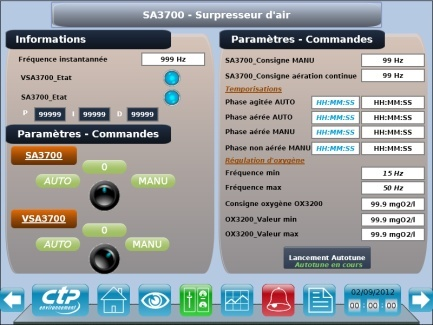 SA3700 - Surpresseur d'air
Informations
Fréquence instantannée
999 Hz
VSA3700_Etat
SA3700_Etat
P 99999 I 99999 D 99999
Paramètres - Commandes
SA3700
0
AUTO MANU
VSA3700
0
AUTO MANU
Paramètres - Commandes
SA3700_Consigne MANU 99 Hz
SA3700_Consigne aération continue 99 Hz
Temporisations
Phase agitée AUTO HH:MM:SS HH:MM:SS
Phase aérée AUTO HH:MM:SS HH:MM:SS
Phase aérée MANU HH:MM:SS HH:MM:SS
Phase non aérée MANU HH:MM:SS HH:MM:SS
Régulation d'oxygène
Fréquence min 15 Hz
Fréquence max 50 Hz
Consigne oxygène OX3200 99.9 mgO2/l
OX3200_Valeur min 99.9 mgO2/l
OX3200_Valeur max 99.9 mgO2/l
Lancement Autotune
Autotune en cours
ctp
environnement
02/09/2012
00 : 00 : 00